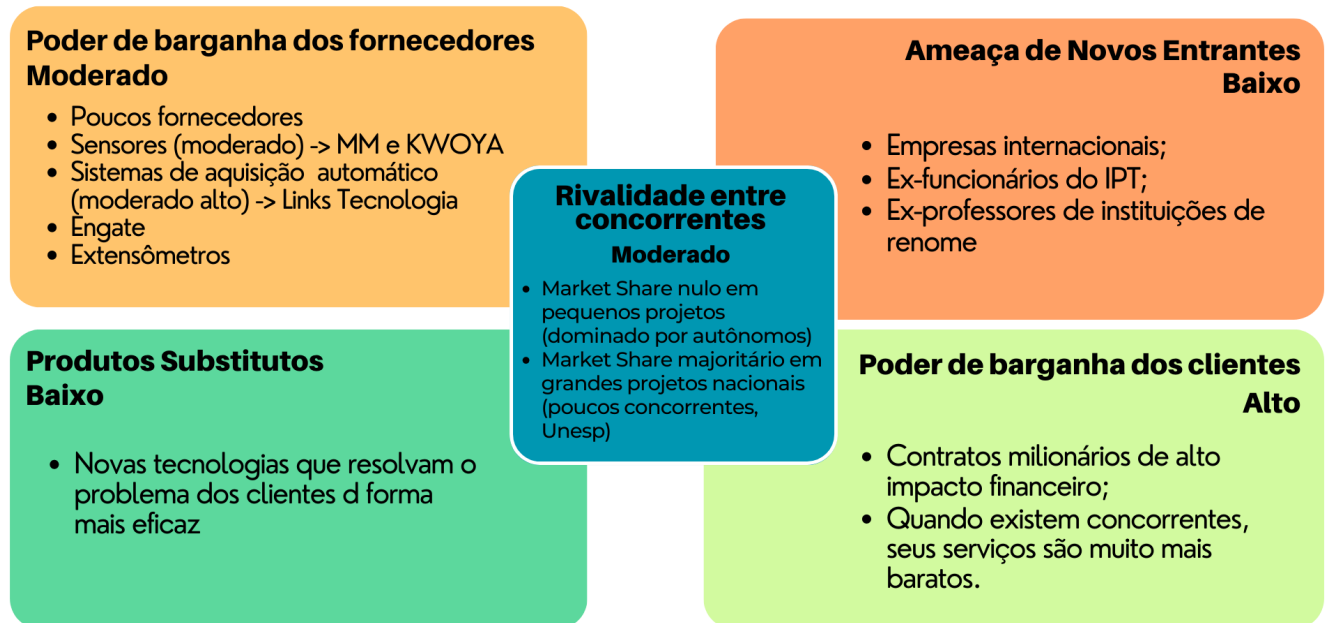 Poder de barganha dos fornecedores
Moderado
• Poucos fornecedores
• Sensores (moderado) -> MM e KWOYA
• Sistemas de aquisição automático
(moderado alto) -> Links Tecnologia
• Engate
• Extensômetros
Ameaça de Novos Entrantes
Baixo
• Empresas internacionais;
• Ex-funcionários do IPT;
• Ex-professores de instituições de
renome
Rivalidade entre
concorrentes
Moderado
• Market Share nulo em
pequenos projetos
(dominado por autônomos)
• Market Share majoritário em
grandes projetos nacionais
(poucos concorrentes,
Unesp)
Produtos Substitutos
Baixo
• Novas tecnologias que resolvam o
problema dos clientes d forma
mais eficaz
Poder de barganha dos clientes
Alto
• Contratos milionários de alto
impacto financeiro;
• Quando existem concorrentes,
seus serviços são muito mais
baratos.